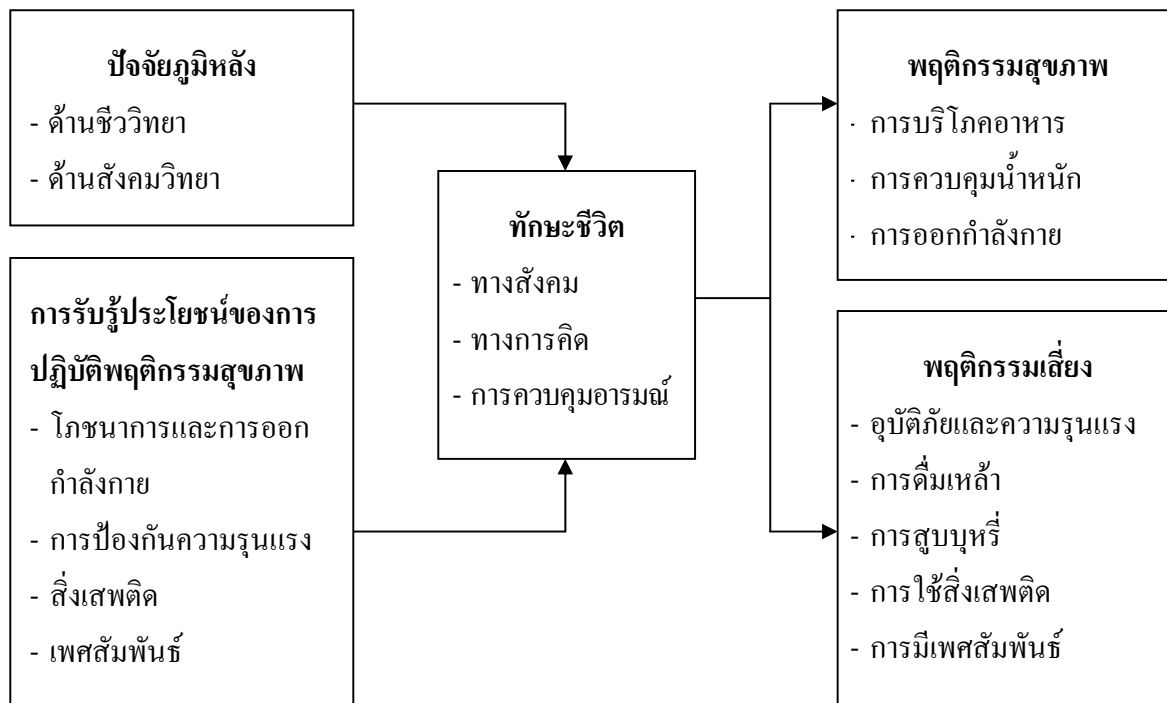 ปัจจัยภูมิหลัง
- ด้านชีววิทยา
- ด้านสังคมวิทยา
การรับรู้ประโยชน์ของการ
ปฏิบัติพฤติกรรมสุขภาพ
- โภชนาการและการออก
กำลังกาย
- การป้องกันความรุนแรง
- สิ่งเสพติด
- เพศสัมพันธ์
ทักษะชีวิต
- ทางสังคม
- ทางการคิด
- การควบคุมอารมณ์
พฤติกรรมสุขภาพ
- การบริโภคอาหาร
- การควบคุมน้ำหนัก
- การออกกำลังกาย
พฤติกรรมเสี่ยง
- อุบัติภัยและความรุนแรง
- การดื่มเหล้า
- การสูบบุหรี่
- การใช้สิ่งเสพติด
- การมีเพศสัมพันธ์